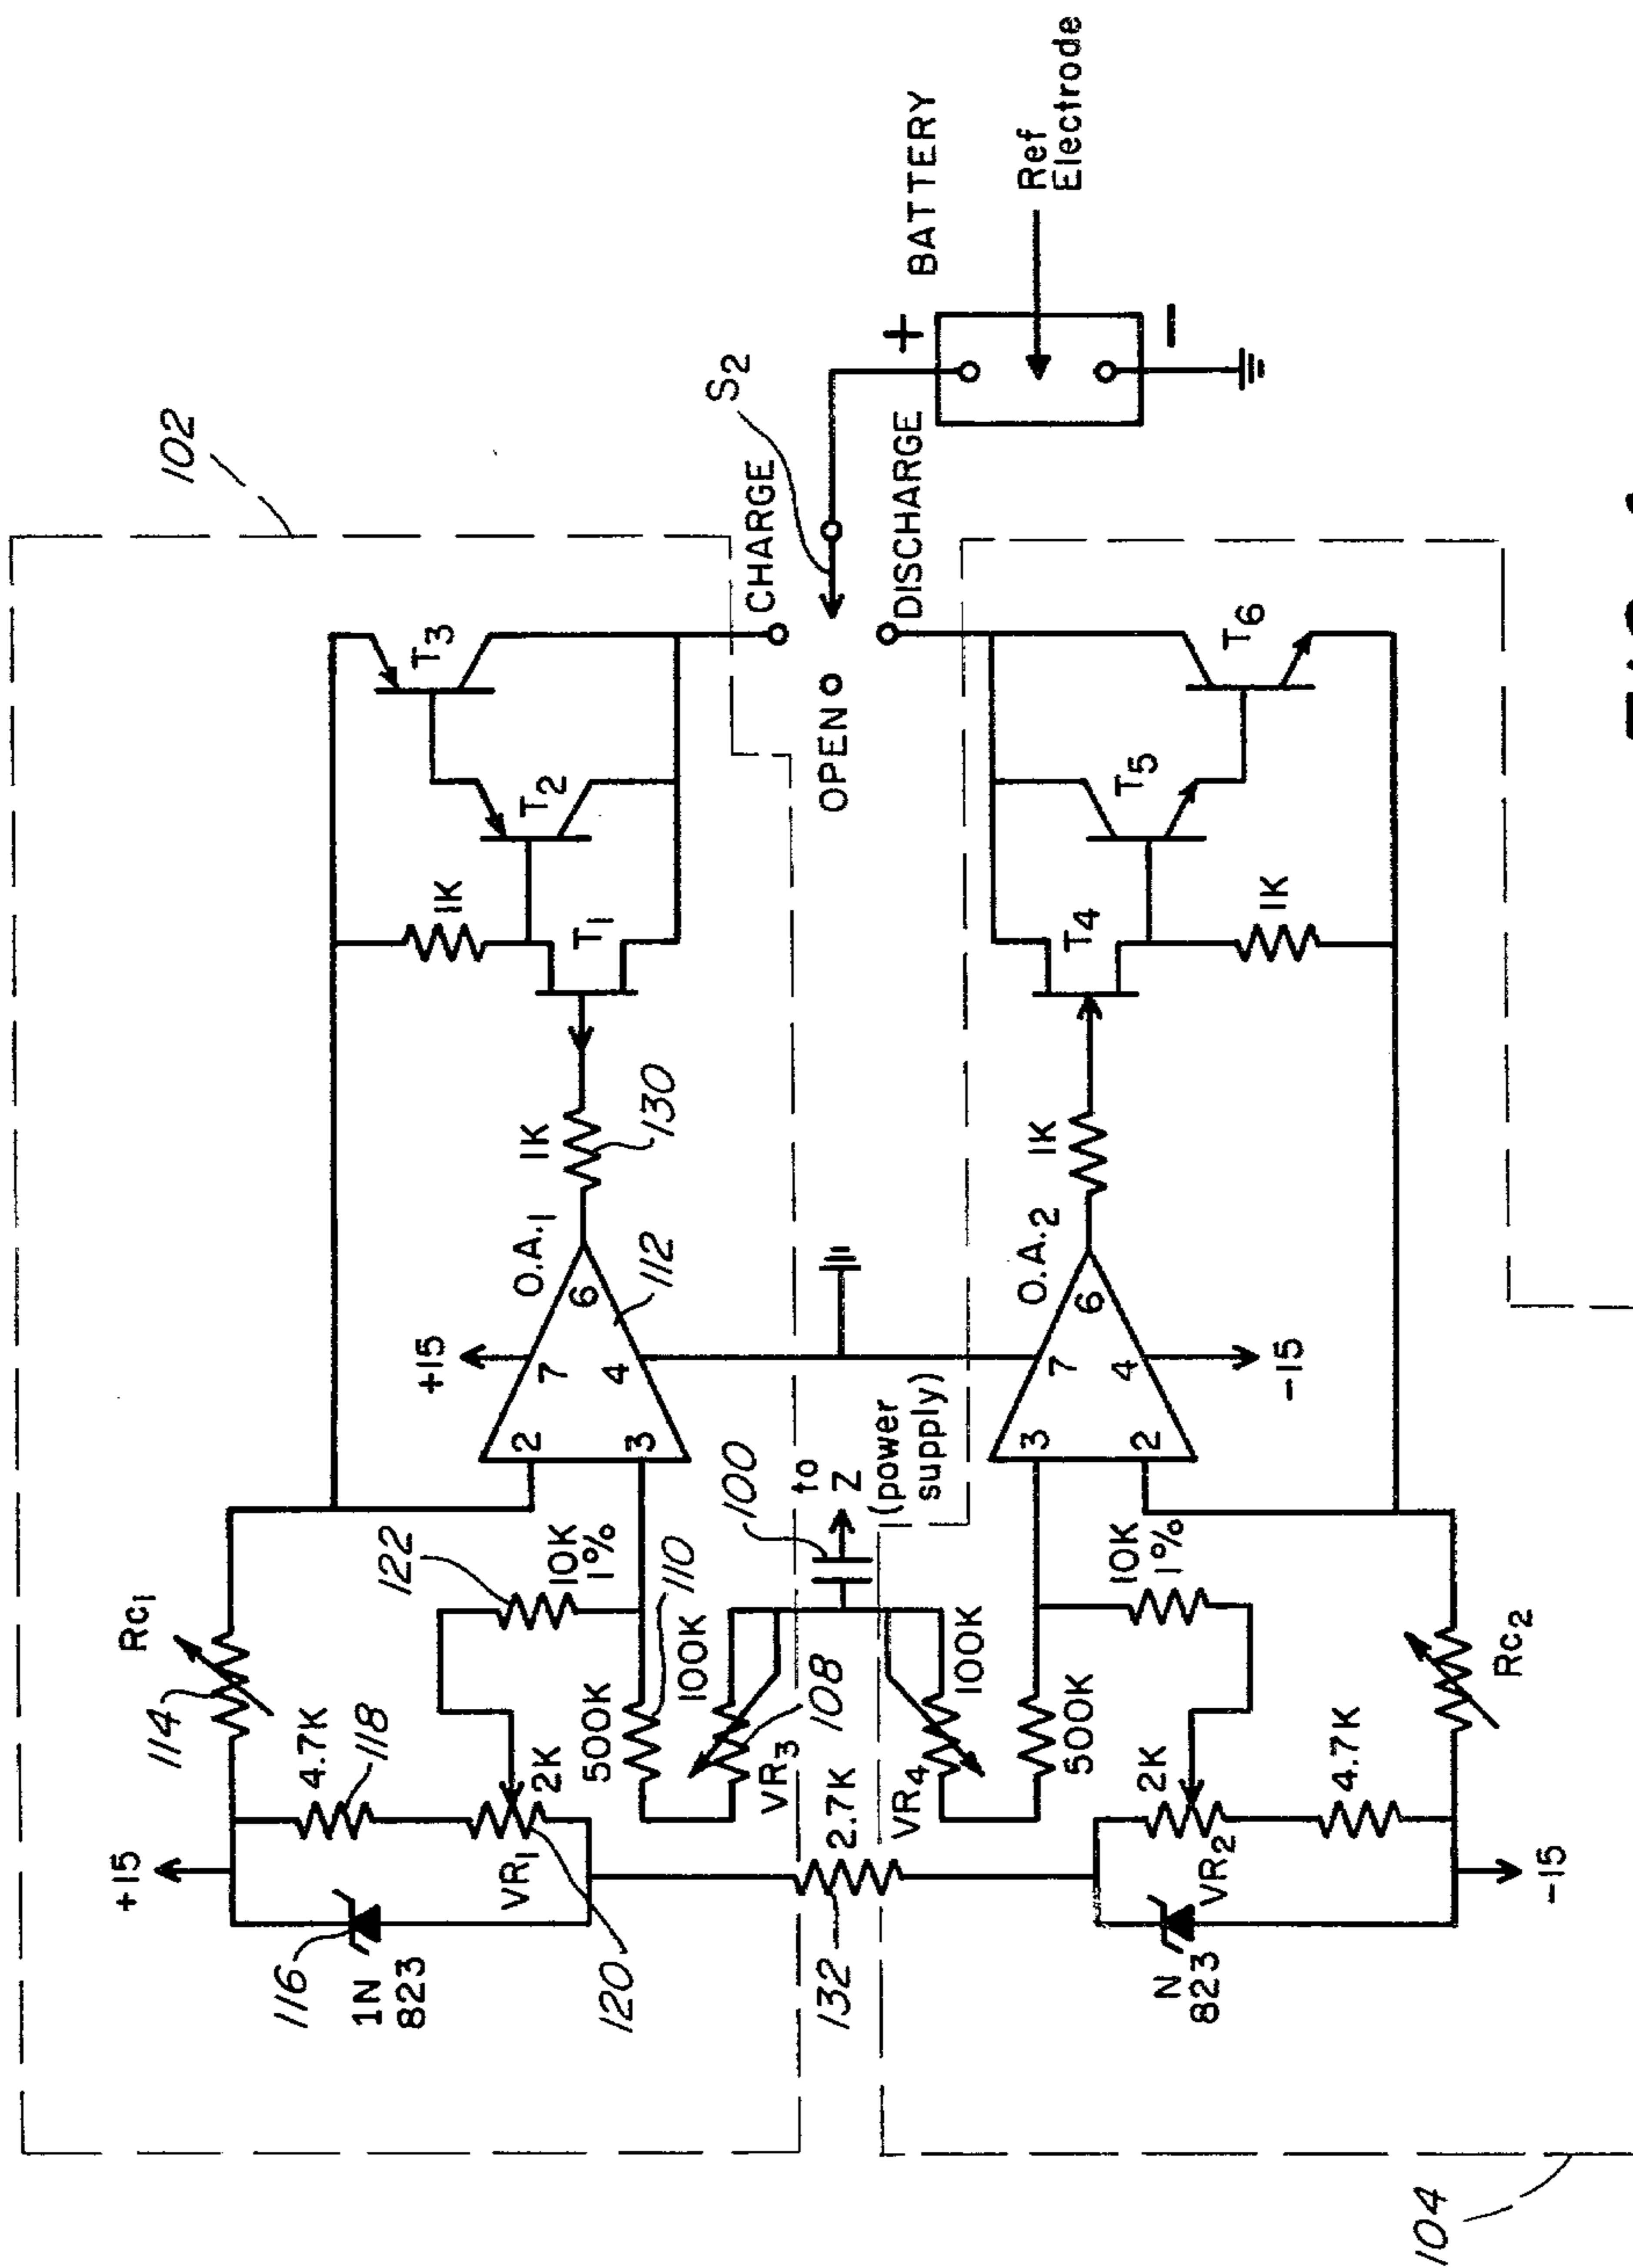 102
+15
114
Rc1
4.7K
118
116
1N
823
VR1
2K
120
122
10K
1%
500K
110
100K
VR3
108
+15
2
7
3
4
6
O.A.1
112
1K
130
1K
T1
T2
T3
CHARGE
S2
OPEN
DISCHARGE
BATTERY
+
Ref
Electrode
−
132
2.7K
100
to
Z
(power
supply)
VR4
100K
500K
10K
1%
3
7
2
4
6
O.A.2
-15
1K
T4
T5
T6
1K
N
823
VR2
2K
4.7K
Rc2
-15
104